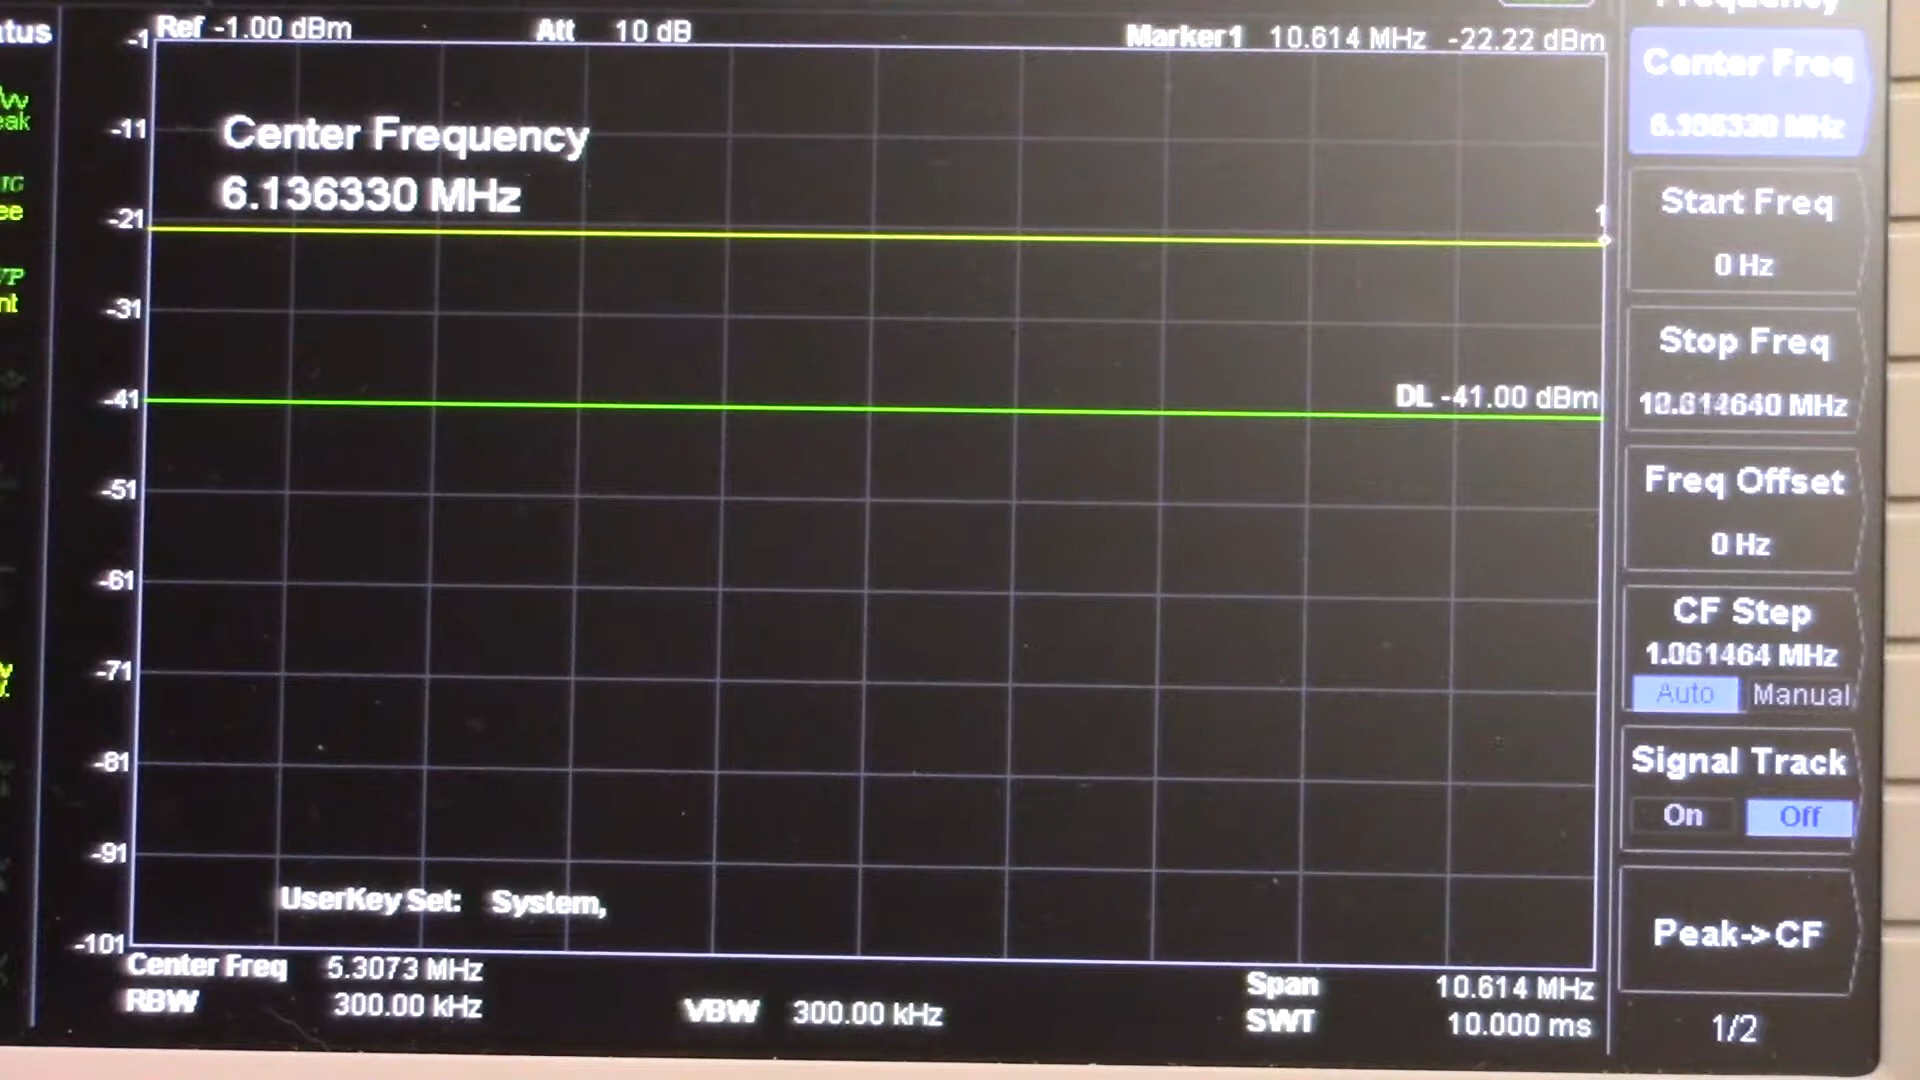 Ref -1.00 dBm Att 10 dB Marker1 10.614 MHz -22.22 dBm
-1
-11
-21
-31
-41
-51
-61
-71
-81
-91
-101
Center Frequency
6.136330 MHz
1
DL -41.00 dBm
UserKey Set: System,
Center Freq 5.3073 MHz
RBW 300.00 kHz
VBW 300.00 kHz
Span 10.614 MHz
SWT 10.000 ms
Frequency
Center Freq
MHz
Start Freq
0 Hz
Stop Freq
MHz
Freq Offset
0 Hz
CF Step
1.061464 MHz
Auto Manual
Signal Track
On Off
Peak->CF
1/2